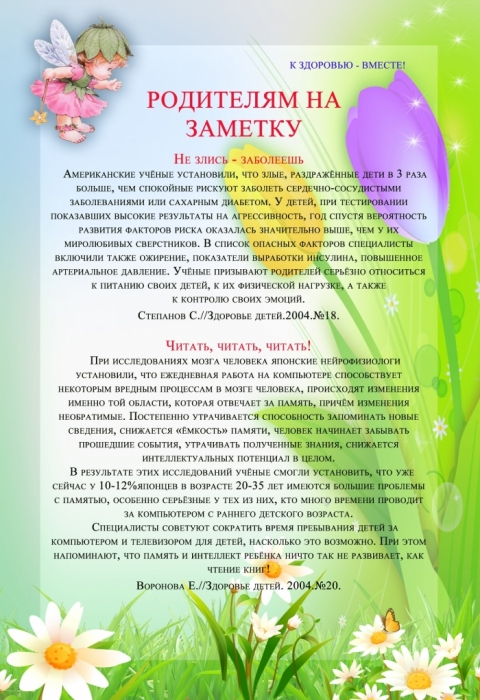 К ЗДОРОВЬЮ - ВМЕСТЕ!
РОДИТЕЛЯМ НА
ЗАМЕТКУ
Не злись - заболеешь
Американские учёные установили, что злые, раздражённые дети в 3 раза
больше, чем спокойные рискуют заболеть сердечно-сосудистыми
заболеваниями или сахарным диабетом. У детей, при тестировании
показавших высокие результаты на агрессивность, год спустя вероятность
развития факторов риска оказалась значительно выше, чем у их
миролюбивых сверстников. В список опасных факторов специалисты
включили также ожирение, показатели выработки инсулина, повышенное
артериальное давление. Учёные призывают родителей серьёзно относиться
к питанию своих детей, к их физической нагрузке, а также
к контролю своих эмоций.
Степанов С.//Здоровье детей.2004.№18.
Читать, читать, читать!
При исследованиях мозга человека японские нейрофизиологи
установили, что ежедневная работа на компьютере способствует
некоторым вредным процессам в мозге человека, происходят изменения
именно той области, которая отвечает за память, причём изменения
необратимые. Постепенно утрачивается способность запоминать новые
сведения, снижается «ёмкость» памяти, человек начинает забывать
прошедшие события, утрачивать полученные знания, снижается
интеллектуальных потенциал в целом.
В результате этих исследований учёные смогли установить, что уже
сейчас у 10-12%японцев в возрасте 20-35 лет имеются большие проблемы
с памятью, особенно серьёзные у тех из них, кто много времени проводит
за компьютером с раннего детского возраста.
Специалисты советуют сократить время пребывания детей за
компьютером и телевизором для детей, насколько это возможно. При этом
напоминают, что память и интеллект ребёнка ничто так не развивает, как
чтение книг!
Воронова Е.//Здоровье детей. 2004.№20.